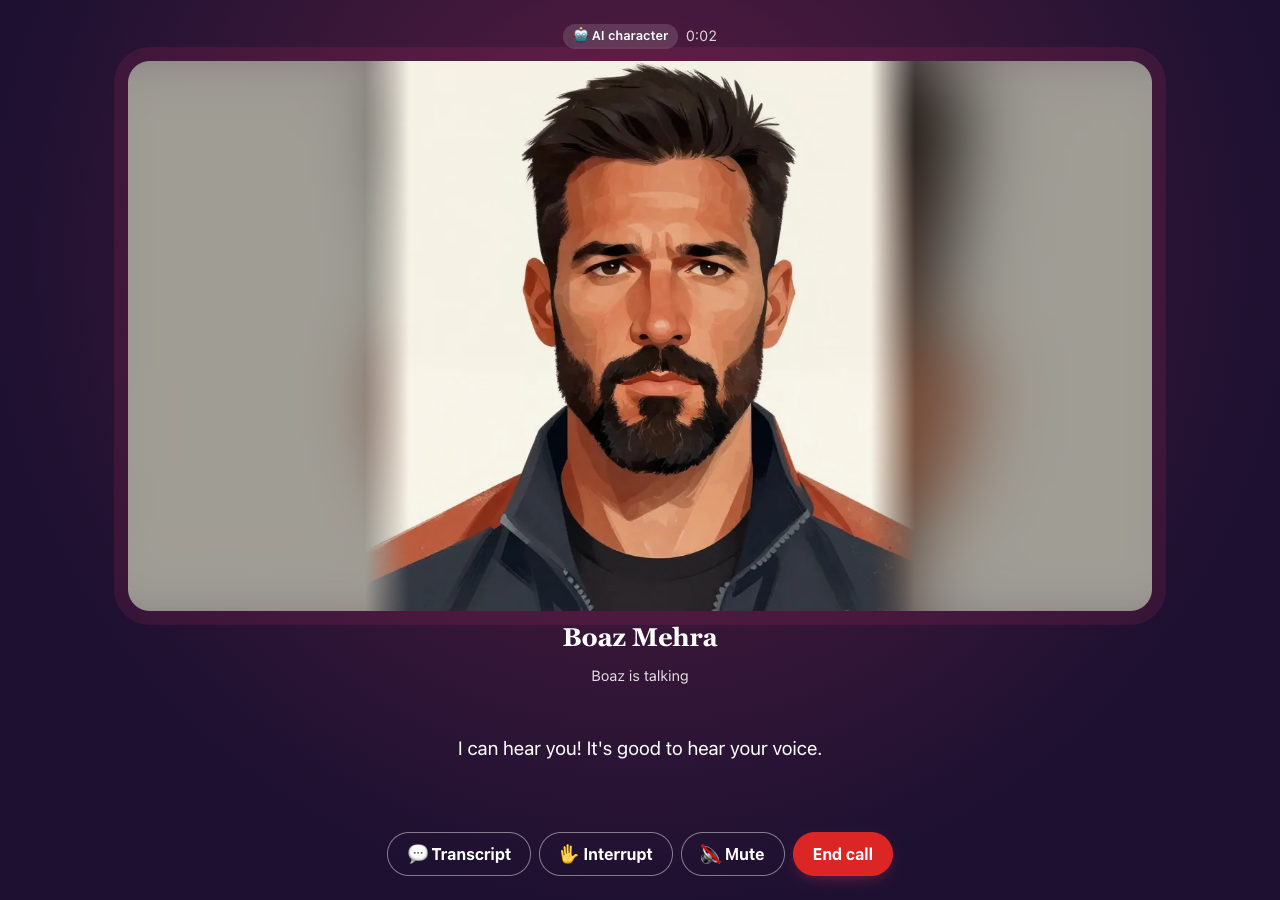 AI character 0:02
Boaz Mehra
Boaz is talking
I can hear you! It's good to hear your voice.
Transcript Interrupt Mute End call